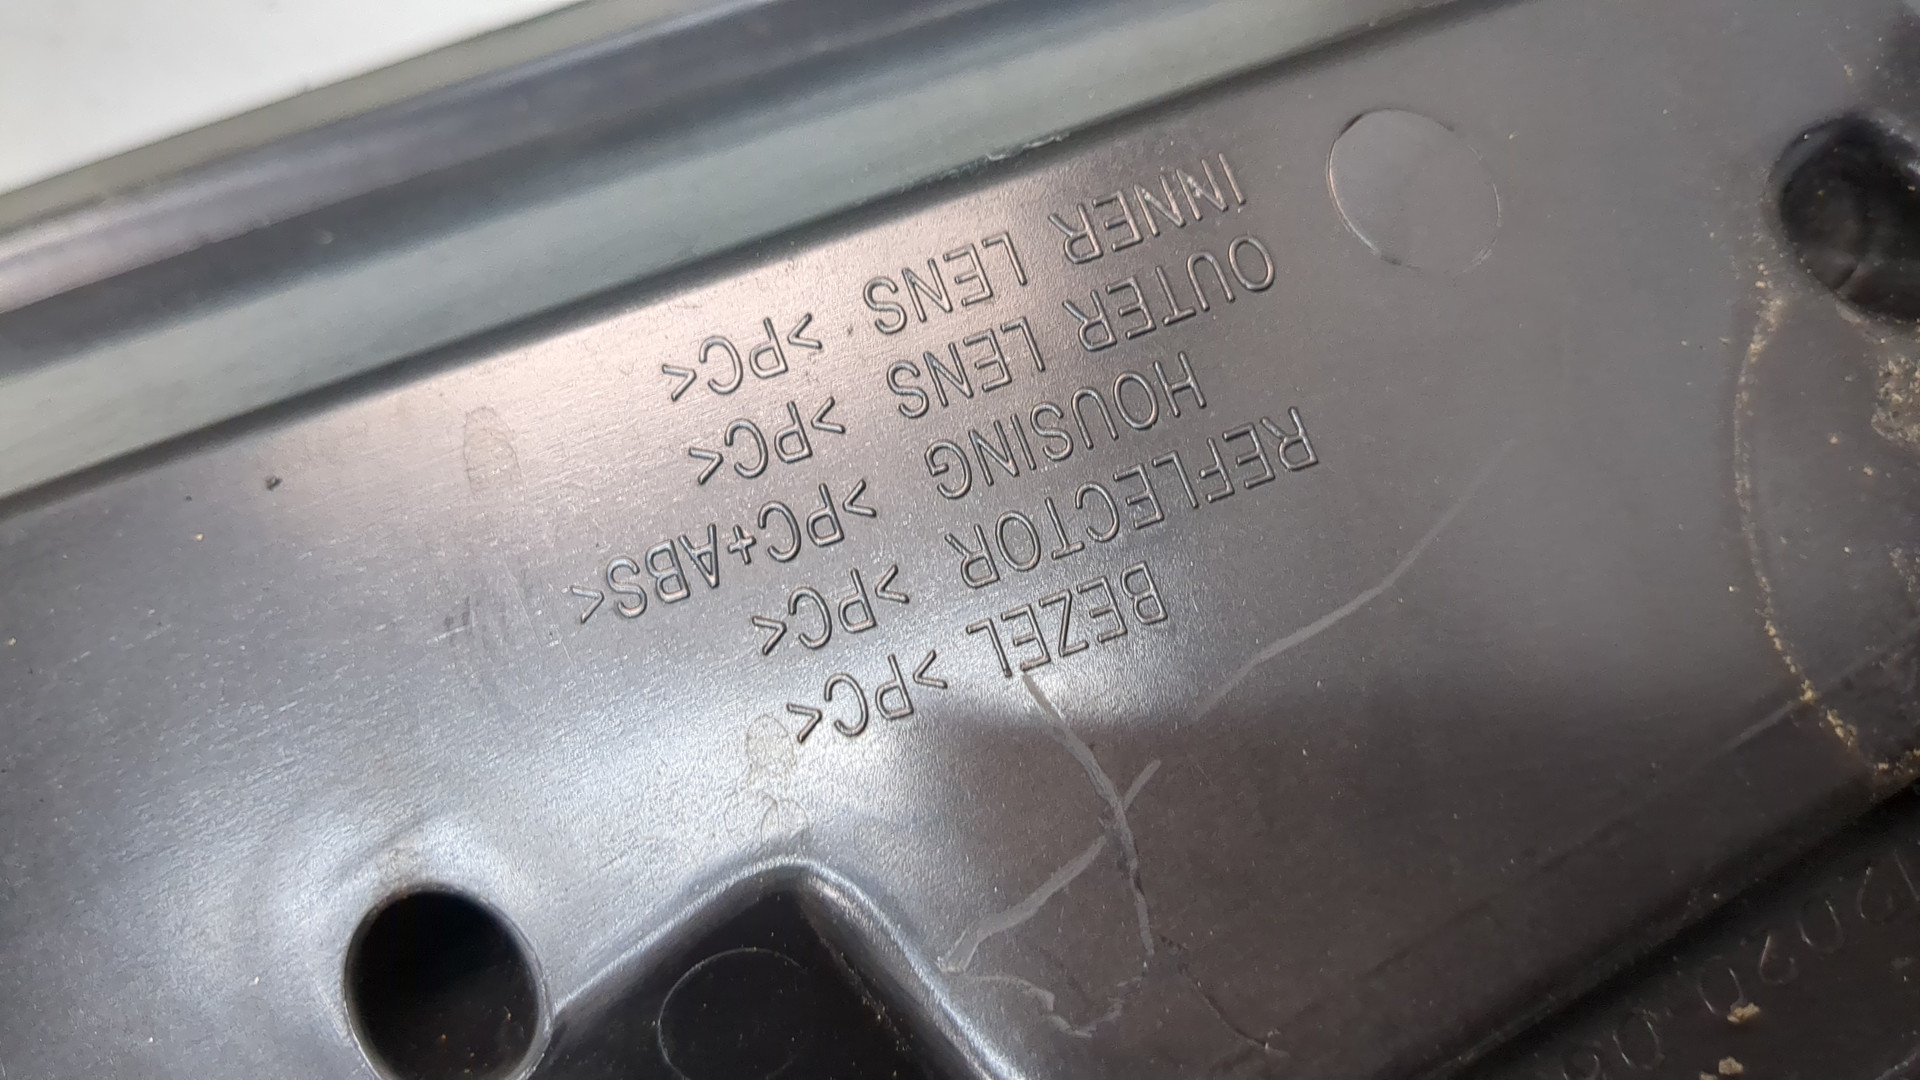 BEZEL >PC<
REFLECTOR >PC<
HOUSING >PC+ABS<
OUTER LENS >PC<
INNER LENS >PC<